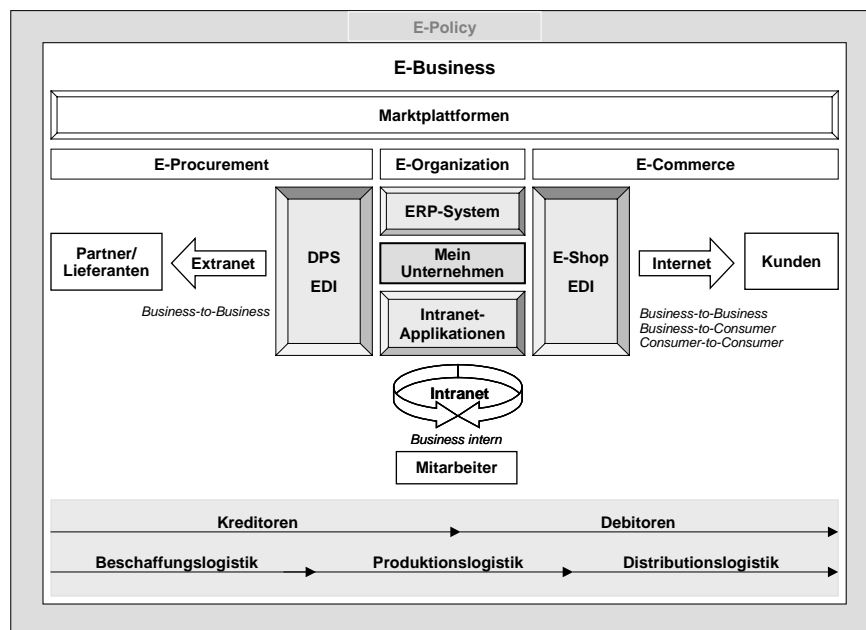 E-Policy
E-Business
Marktplattformen
E-Procurement
E-Organization
E-Commerce
ERP-System
Partner/
Lieferanten
Extranet
DPS
EDI
Mein
Unternehmen
E-Shop
EDI
Internet
Kunden
Business-to-Business
Intranet-
Applikationen
Business-to-Business
Business-to-Consumer
Consumer-to-Consumer
Intranet
Business intern
Mitarbeiter
Kreditoren
Debitoren
Beschaffungslogistik
Produktionslogistik
Distributionslogistik